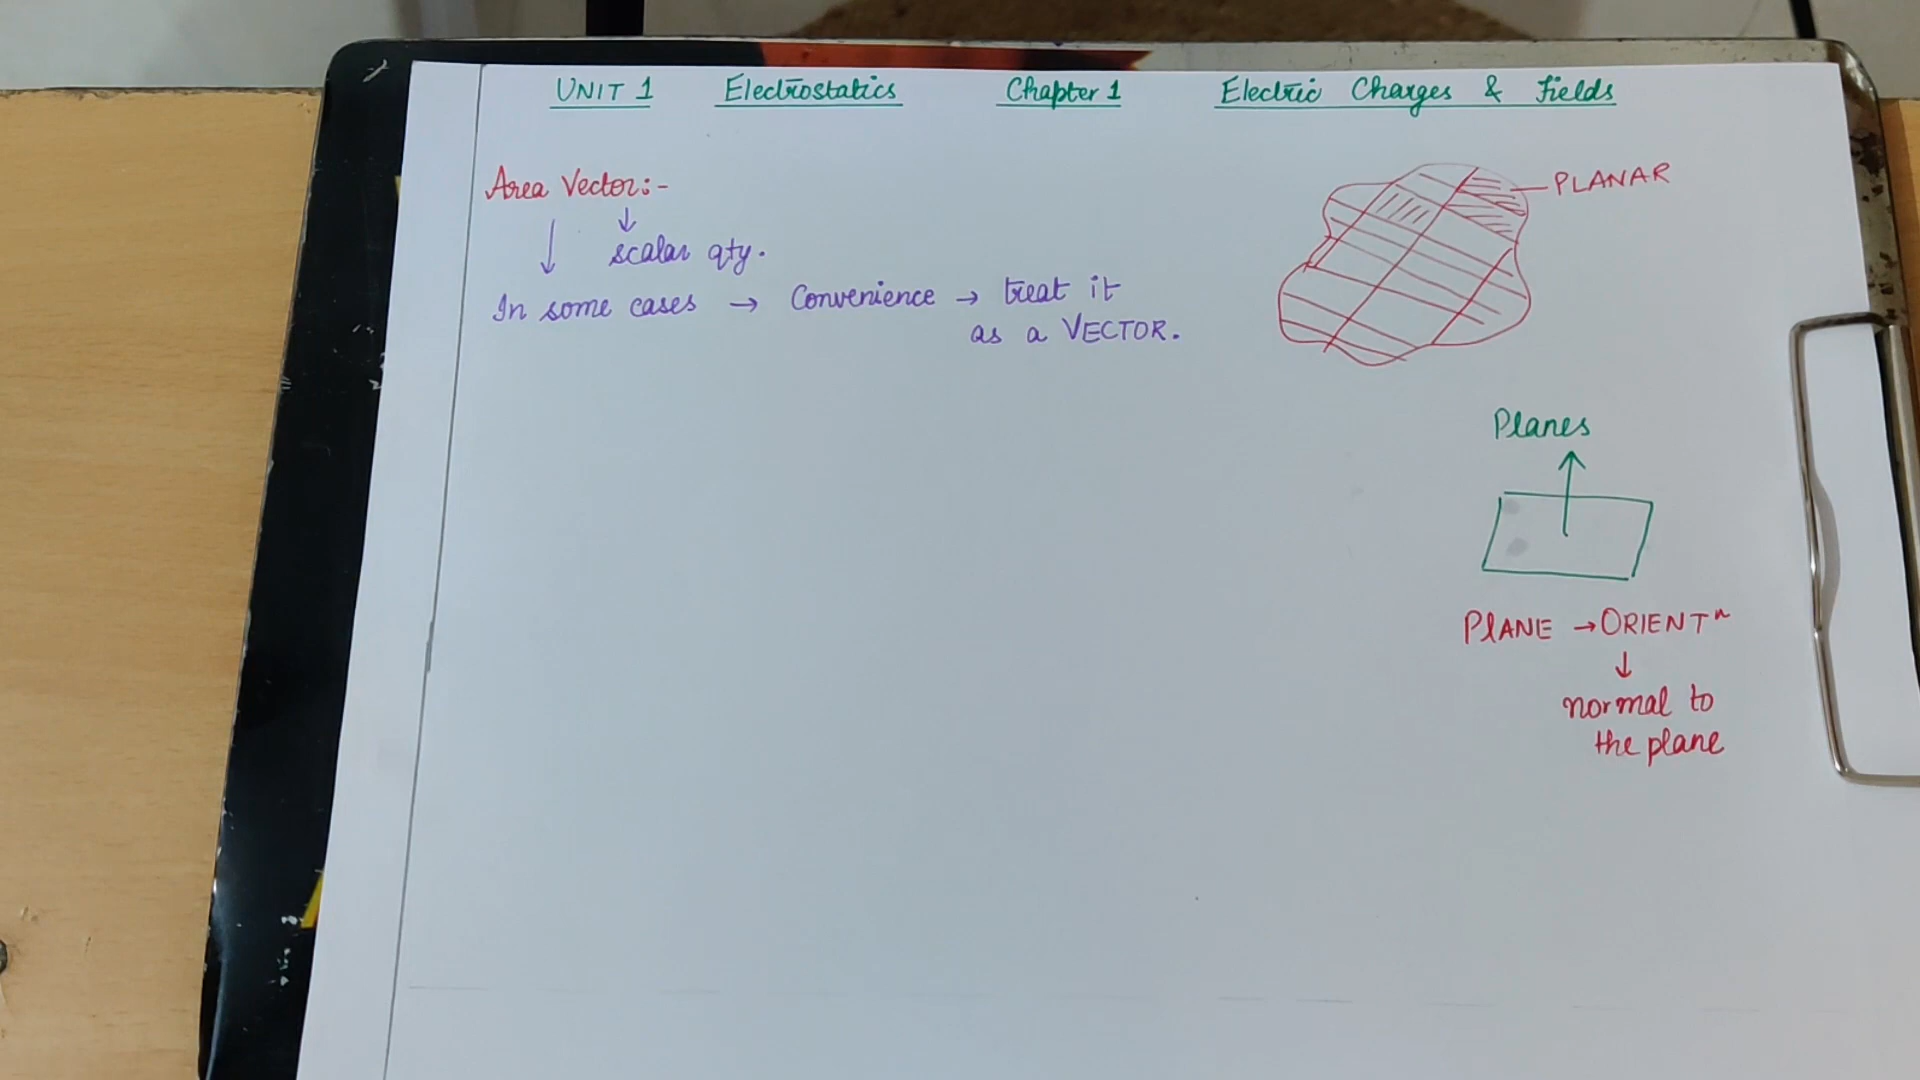 UNIT 1 Electrostatics Chapter 1 Electric Charges & Fields
Area Vector:-
↓ ↓
scalar qty.
In some cases → Convenience → treat it
as a VECTOR.
PLANAR
Planes
PLANE → ORIENTⁿ
↓
normal to
the plane